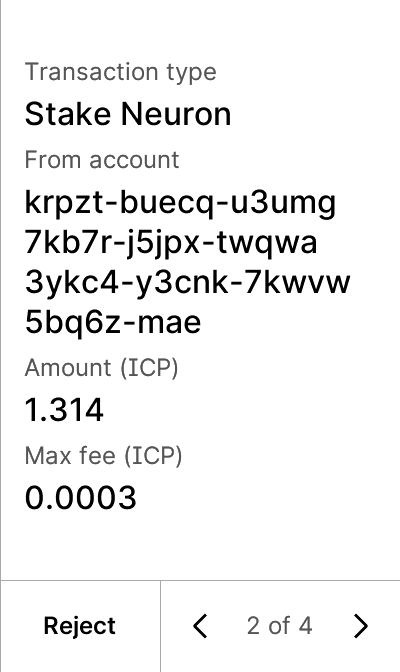 Transaction type
Stake Neuron
From account
krpzt-buecq-u3umg
7kb7r-j5jpx-twqwa
3ykc4-y3cnk-7kwvw
5bq6z-mae
Amount (ICP)
1.314
Max fee (ICP)
0.0003
Reject
2 of 4